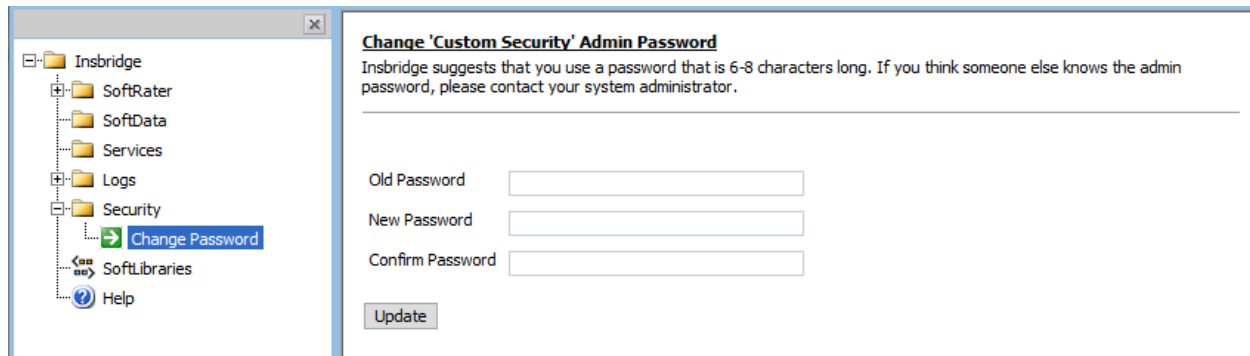 Insbridge
SoftRater
SoftData
Services
Logs
Security
Change Password
SoftLibraries
Help
Change 'Custom Security' Admin Password
Insbridge suggests that you use a password that is 6-8 characters long. If you think someone else knows the admin
password, please contact your system administrator.
Old Password
New Password
Confirm Password
Update